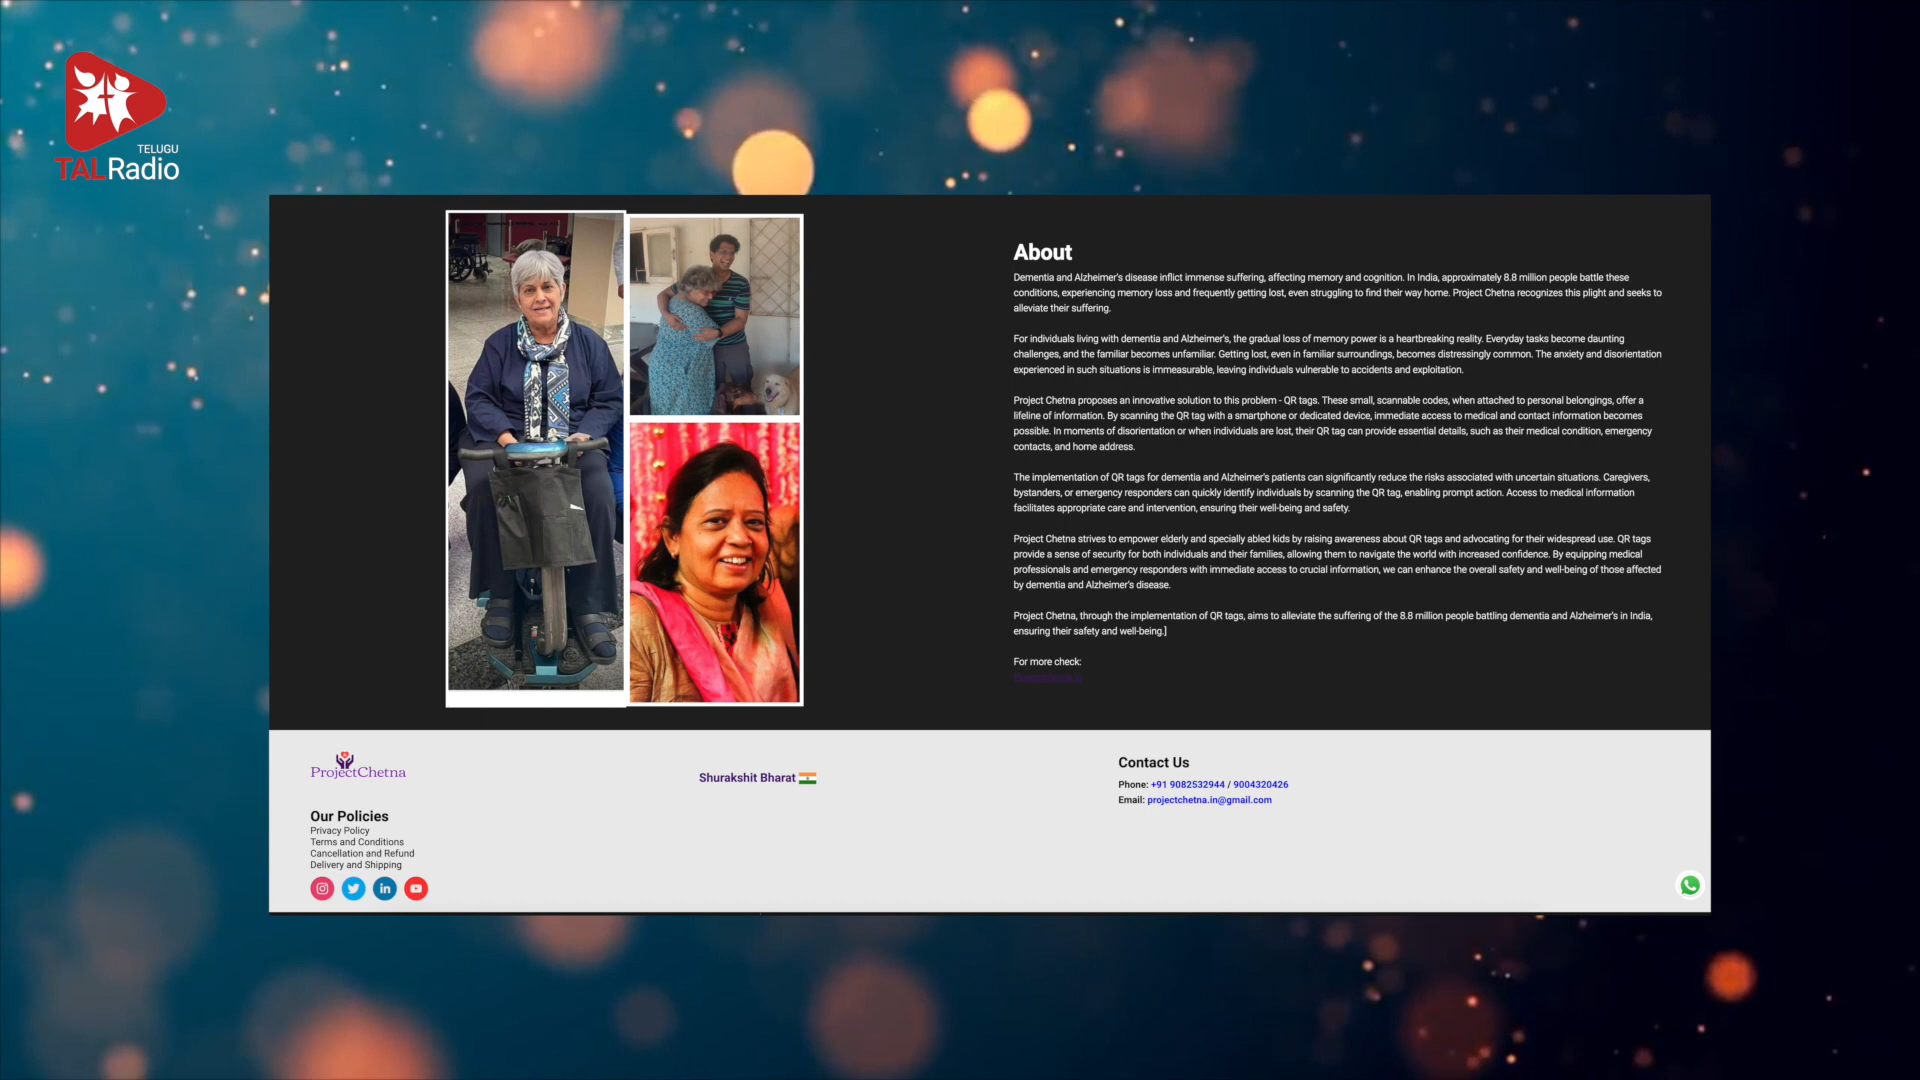 TELUGU
TALRadio
About
Dementia and Alzheimer's disease inflict immense suffering, affecting memory and cognition. In India, approximately 8.8 million people battle these
conditions, experiencing memory loss and frequently getting lost, even struggling to find their way home. Project Chetna recognizes this plight and seeks to
alleviate their suffering.
For individuals living with dementia and Alzheimer's, the gradual loss of memory power is a heartbreaking reality. Everyday tasks become daunting
challenges, and the familiar becomes unfamiliar. Getting lost, even in familiar surroundings, becomes distressingly common. The anxiety and disorientation
experienced in such situations is immeasurable, leaving individuals vulnerable to accidents and exploitation.
Project Chetna proposes an innovative solution to this problem - QR tags. These small, scannable codes, when attached to personal belongings, offer a
lifeline of information. By scanning the QR tag with a smartphone or dedicated device, immediate access to medical and contact information becomes
possible. In moments of disorientation or when individuals are lost, their QR tag can provide essential details, such as their medical condition, emergency
contacts, and home address.
The implementation of QR tags for dementia and Alzheimer's patients can significantly reduce the risks associated with uncertain situations. Caregivers,
bystanders, or emergency responders can quickly identify individuals by scanning the QR tag, enabling prompt action. Access to medical information
facilitates appropriate care and intervention, ensuring their well-being and safety.
Project Chetna strives to empower elderly and specially abled kids by raising awareness about QR tags and advocating for their widespread use. QR tags
provide a sense of security for both individuals and their families, allowing them to navigate the world with increased confidence. By equipping medical
professionals and emergency responders with immediate access to crucial information, we can enhance the overall safety and well-being of those affected
by dementia and Alzheimer's disease.
Project Chetna, through the implementation of QR tags, aims to alleviate the suffering of the 8.8 million people battling dementia and Alzheimer's in India,
ensuring their safety and well-being.]
For more check:
ProjectChetna
Shurakshit Bharat
Contact Us
Phone: +91 9082532944 / 9004320426
Email: projectchetna.in@gmail.com
Our Policies
Privacy Policy
Terms and Conditions
Cancellation and Refund
Delivery and Shipping